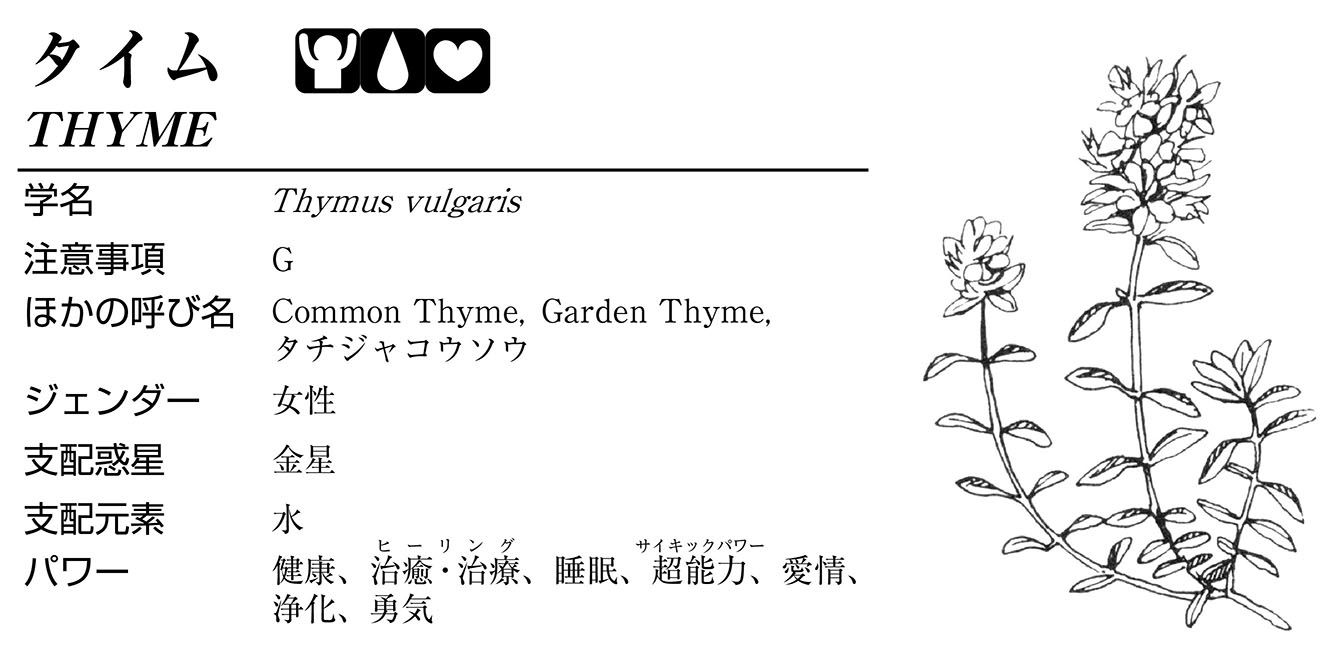 タイム
THYME
学名 Thymus vulgaris
注意事項 G
ほかの呼び名 Common Thyme, Garden Thyme,
タチジャコウソウ
ジェンダー 女性
支配惑星 金星
支配元素 水
ヒーリング サイキックパワー
パワー 健康、治癒・治療、睡眠、超能力、愛情、
浄化、勇気